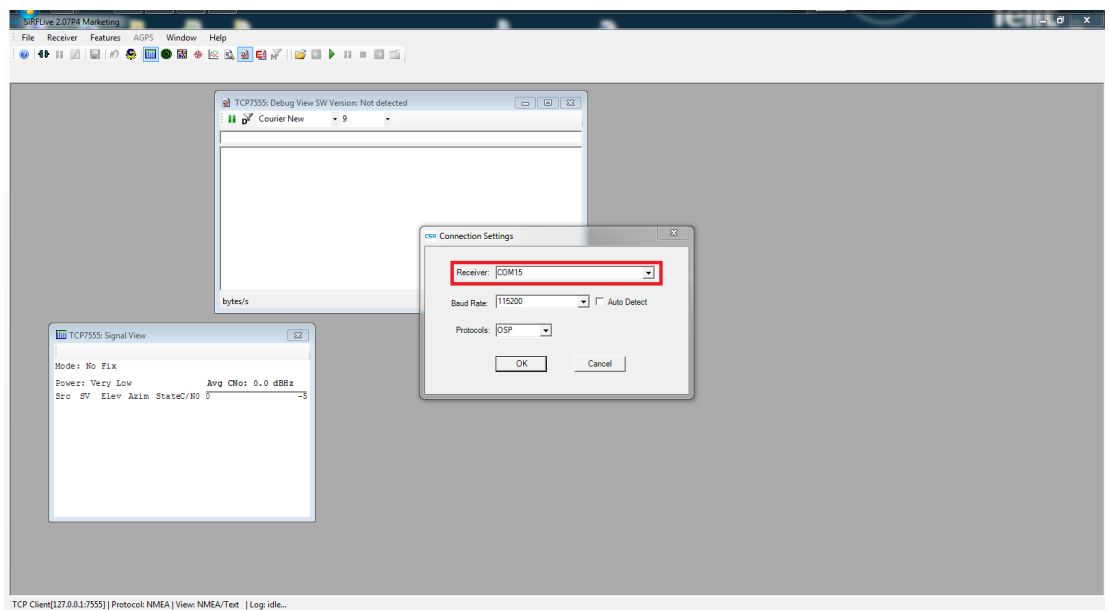 SiRFLive 2.07P4 Marketing
File Receiver Features AGPS Window Help
TCP7555: Debug View SW Version: Not detected
Courier New 9
bytes/s
CSR Connection Settings
Receiver: COM15
Baud Rate: 115200 Auto Detect
Protocols: OSP
OK Cancel
TCP7555: Signal View
Mode: No Fix
Power: Very Low Avg CNo: 0.0 dBHz
Src SV Elev Azim StateC/N0 0 -5
TCP Client[127.0.0.1:7555] | Protocol: NMEA | View: NMEA/Text | Log: idle...